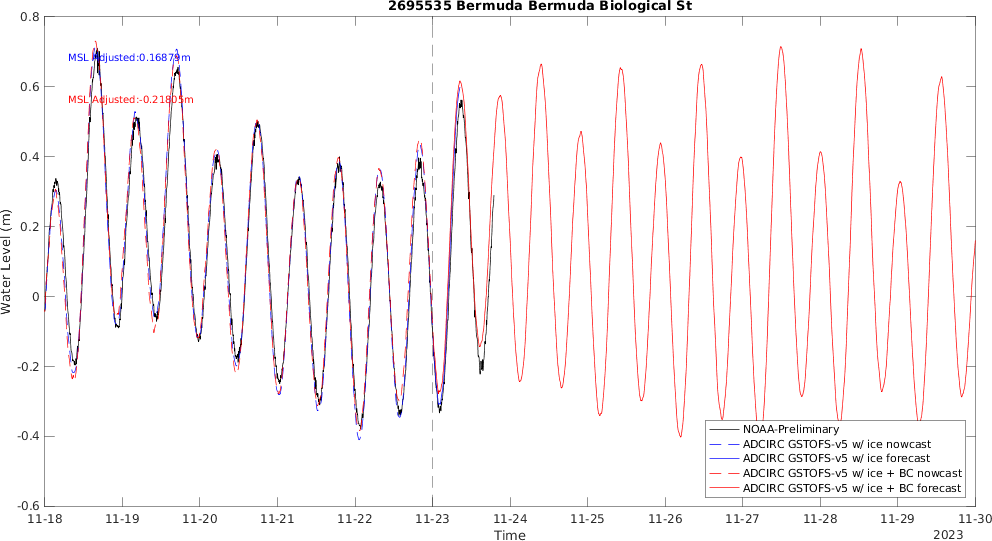 2695535 Bermuda Bermuda Biological St
0.8
0.6
0.4
0.2
0
-0.2
-0.4
-0.6
Water Level (m)
MSL Adjusted:0.16879m
MSL Adjusted:-0.21805m
NOAA-Preliminary
ADCIRC GSTOFS-v5 w/ ice nowcast
ADCIRC GSTOFS-v5 w/ ice forecast
ADCIRC GSTOFS-v5 w/ ice + BC nowcast
ADCIRC GSTOFS-v5 w/ ice + BC forecast
11-18 11-19 11-20 11-21 11-22 11-23 11-24 11-25 11-26 11-27 11-28 11-29 11-30
Time
2023